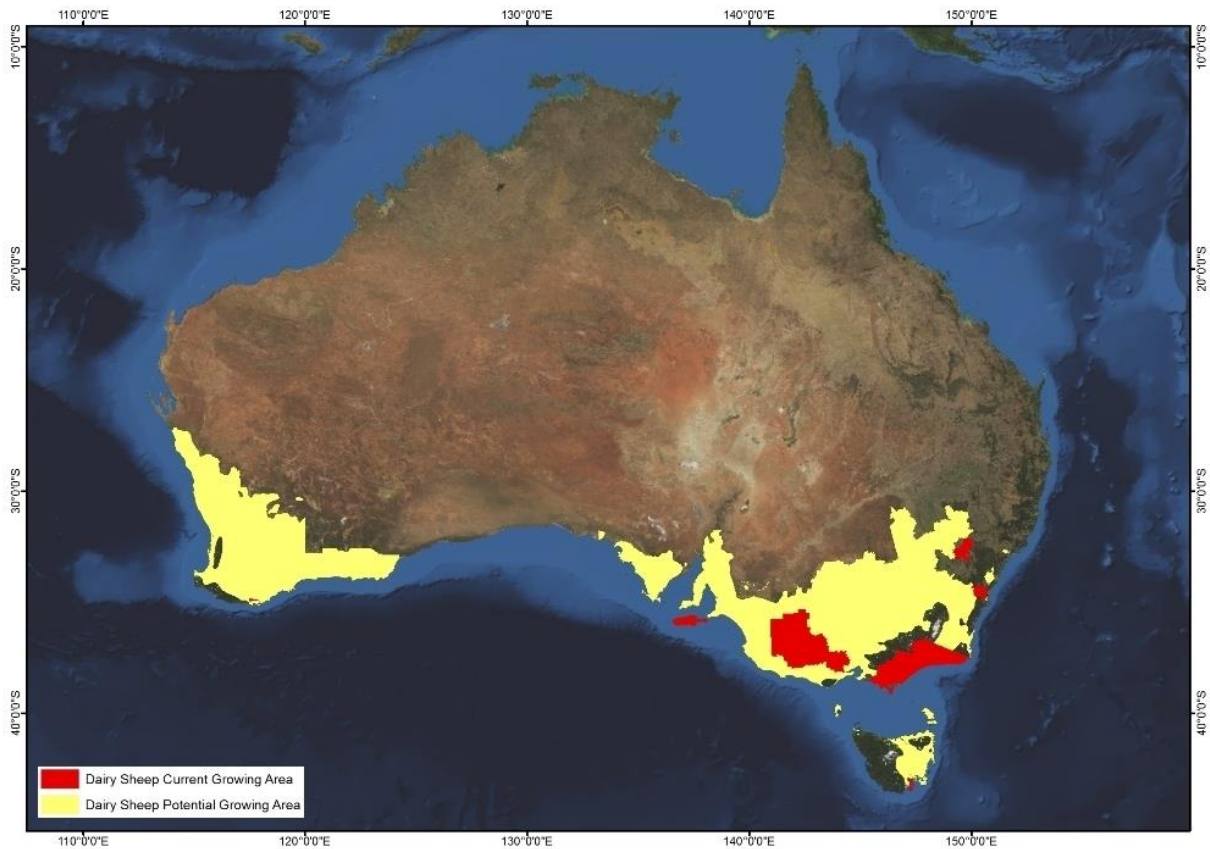 110°0'0"E 120°0'0"E 130°0'0"E 140°0'0"E 150°0'0"E
10°0'0"S 10°0'0"S
20°0'0"S 20°0'0"S
30°0'0"S 30°0'0"S
40°0'0"S 40°0'0"S
Dairy Sheep Current Growing Area
Dairy Sheep Potential Growing Area
110°0'0"E 120°0'0"E 130°0'0"E 140°0'0"E 150°0'0"E